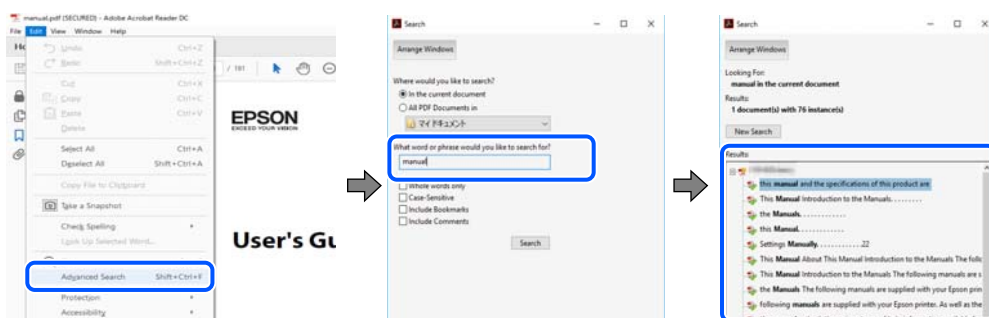 manual.pdf (SECURED) - Adobe Acrobat Reader DC
File Edit View Window Help
Undo Ctrl+Z
Redo Shift+Ctrl+Z
Cut Ctrl+X
Copy Ctrl+C
Paste Ctrl+V
Delete
Select All Ctrl+A
Deselect All Shift+Ctrl+A
Copy File to Clipboard
Take a Snapshot
Check Spelling
Look Up Selected Word...
Advanced Search Shift+Ctrl+F
Protection
Accessibility
/ 181
EPSON
EXCEED YOUR VISION
User's Gu
Search
Arrange Windows
Where would you like to search?
In the current document
All PDF Documents in
マイドキュメント
What word or phrase would you like to search for?
manual
Whole words only
Case-Sensitive
Include Bookmarks
Include Comments
Search
Search
Arrange Windows
Looking For:
manual in the current document
Results:
1 document(s) with 76 instance(s)
New Search
Results:
this manual and the specifications of this product are
This Manual Introduction to the Manuals. . . . . . . . .
the Manuals. . . . . . . . . . . . .
this Manual. . . . . . . . . . . . .
Settings Manually. . . . . . . . . . . .22
This Manual About This Manual Introduction to the Manuals The follo
This Manual Introduction to the Manuals The following manuals are s
the Manuals The following manuals are supplied with your Epson prin
following manuals are supplied with your Epson printer. As well as the